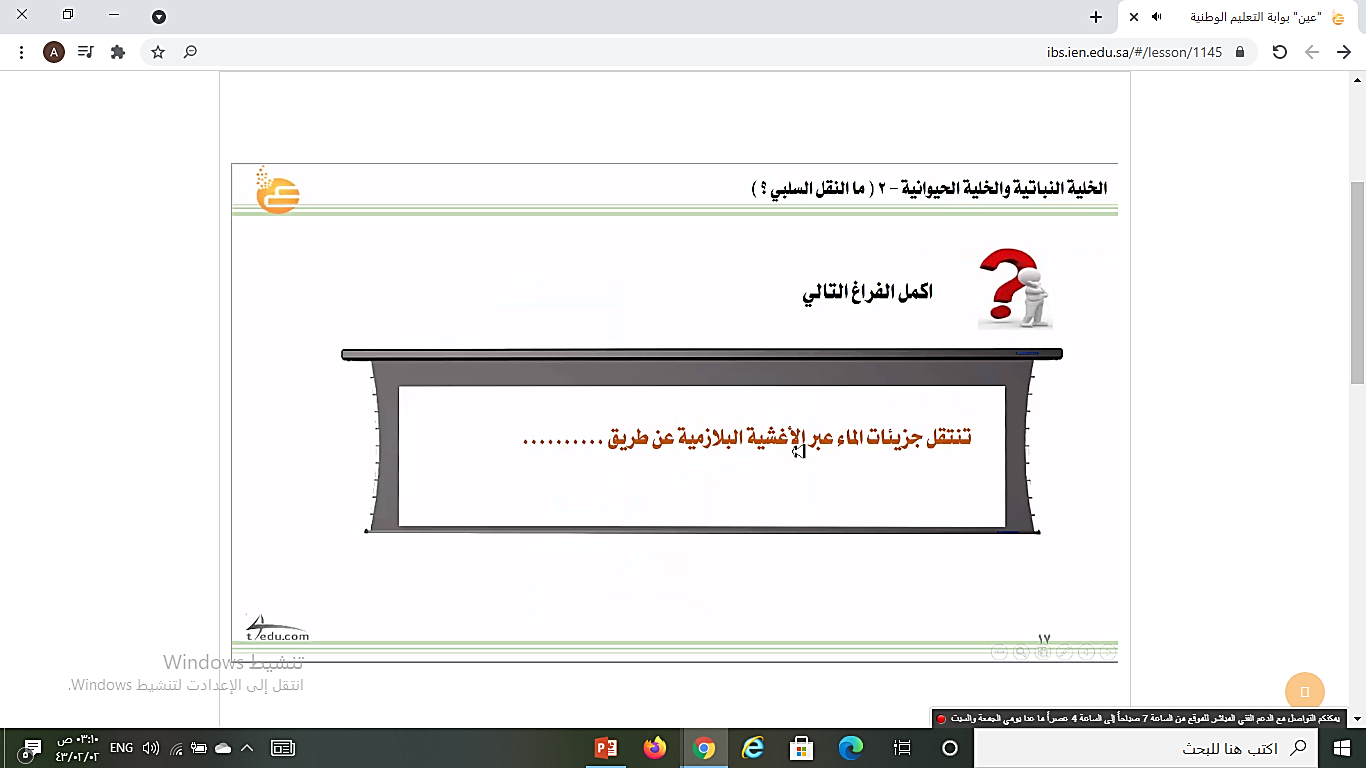 "عين" بوابة التعليم الوطنية
ibs.ien.edu.sa/#/lesson/1145
A
الخلية النباتية والخلية الحيوانية – ٢ ( ما النقل السلبي ؟ )
اكمل الفراغ التالي
تنتقل جزيئات الماء عبر الأغشية البلازمية عن طريق ..........
t4edu.com
١٧
تنشيط Windows
انتقل إلى الإعدادات لتنشيط Windows.
يمكنكم التواصل مع الدعم الفني المباشر للموقع من الساعة 7 صباحاً إلى الساعة 4 عصراً ما عدا يومي الجمعة والسبت
اكتب هنا للبحث
ENG
٠٣:١٠ ص
٤٣/٠٢/٠٢